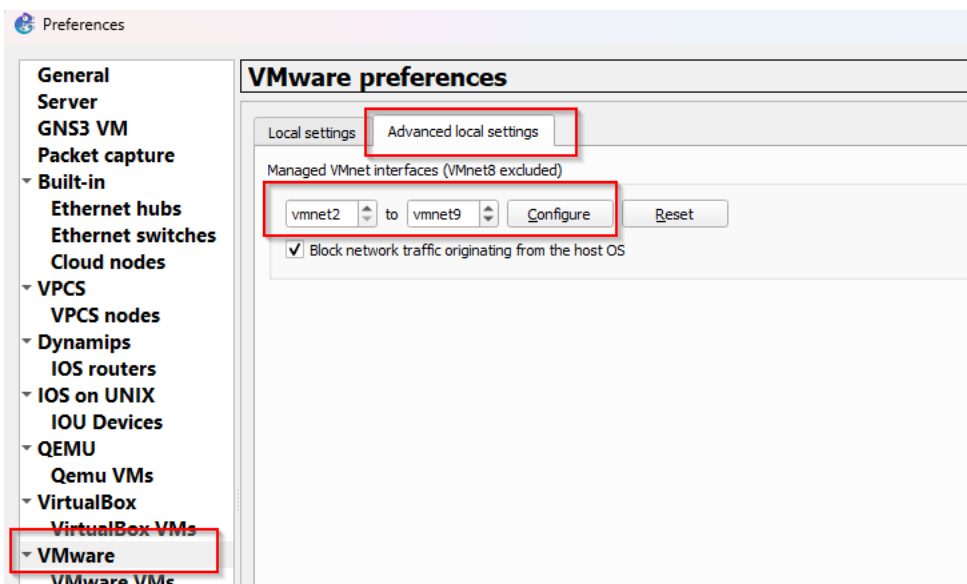 Preferences
General
Server
GNS3 VM
Packet capture
Built-in
Ethernet hubs
Ethernet switches
Cloud nodes
VPCS
VPCS nodes
Dynamips
IOS routers
IOS on UNIX
IOU Devices
QEMU
Qemu VMs
VirtualBox
VirtualBox VMs
VMware
VMware VMs
VMware preferences
Local settings Advanced local settings
Managed VMnet interfaces (VMnet8 excluded)
vmnet2 to vmnet9 Configure Reset
Block network traffic originating from the host OS